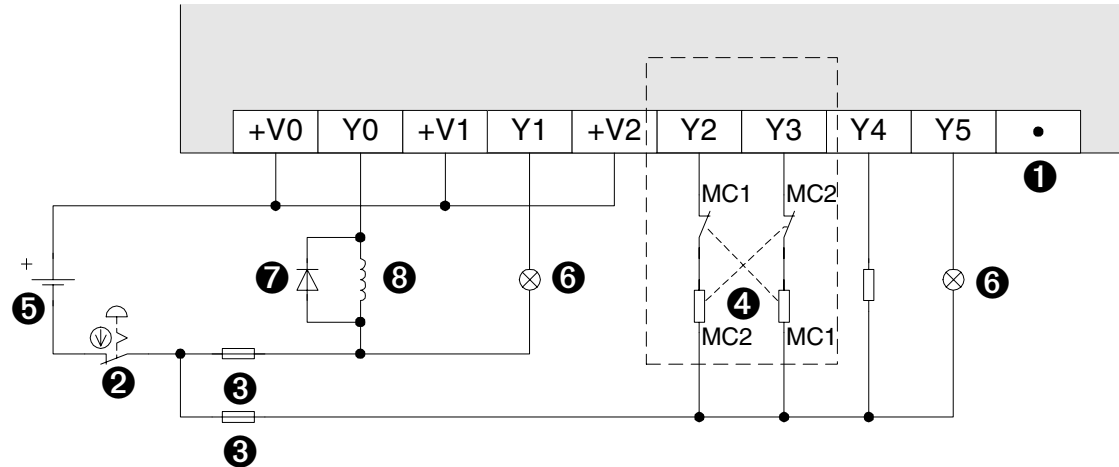 +V0 Y0 +V1 Y1 +V2 Y2 Y3 Y4 Y5 •
❶
MC1 MC2
+
❼ ❽ ❻ ❹ ❻
❺
MC2 MC1
❷
❸
❸